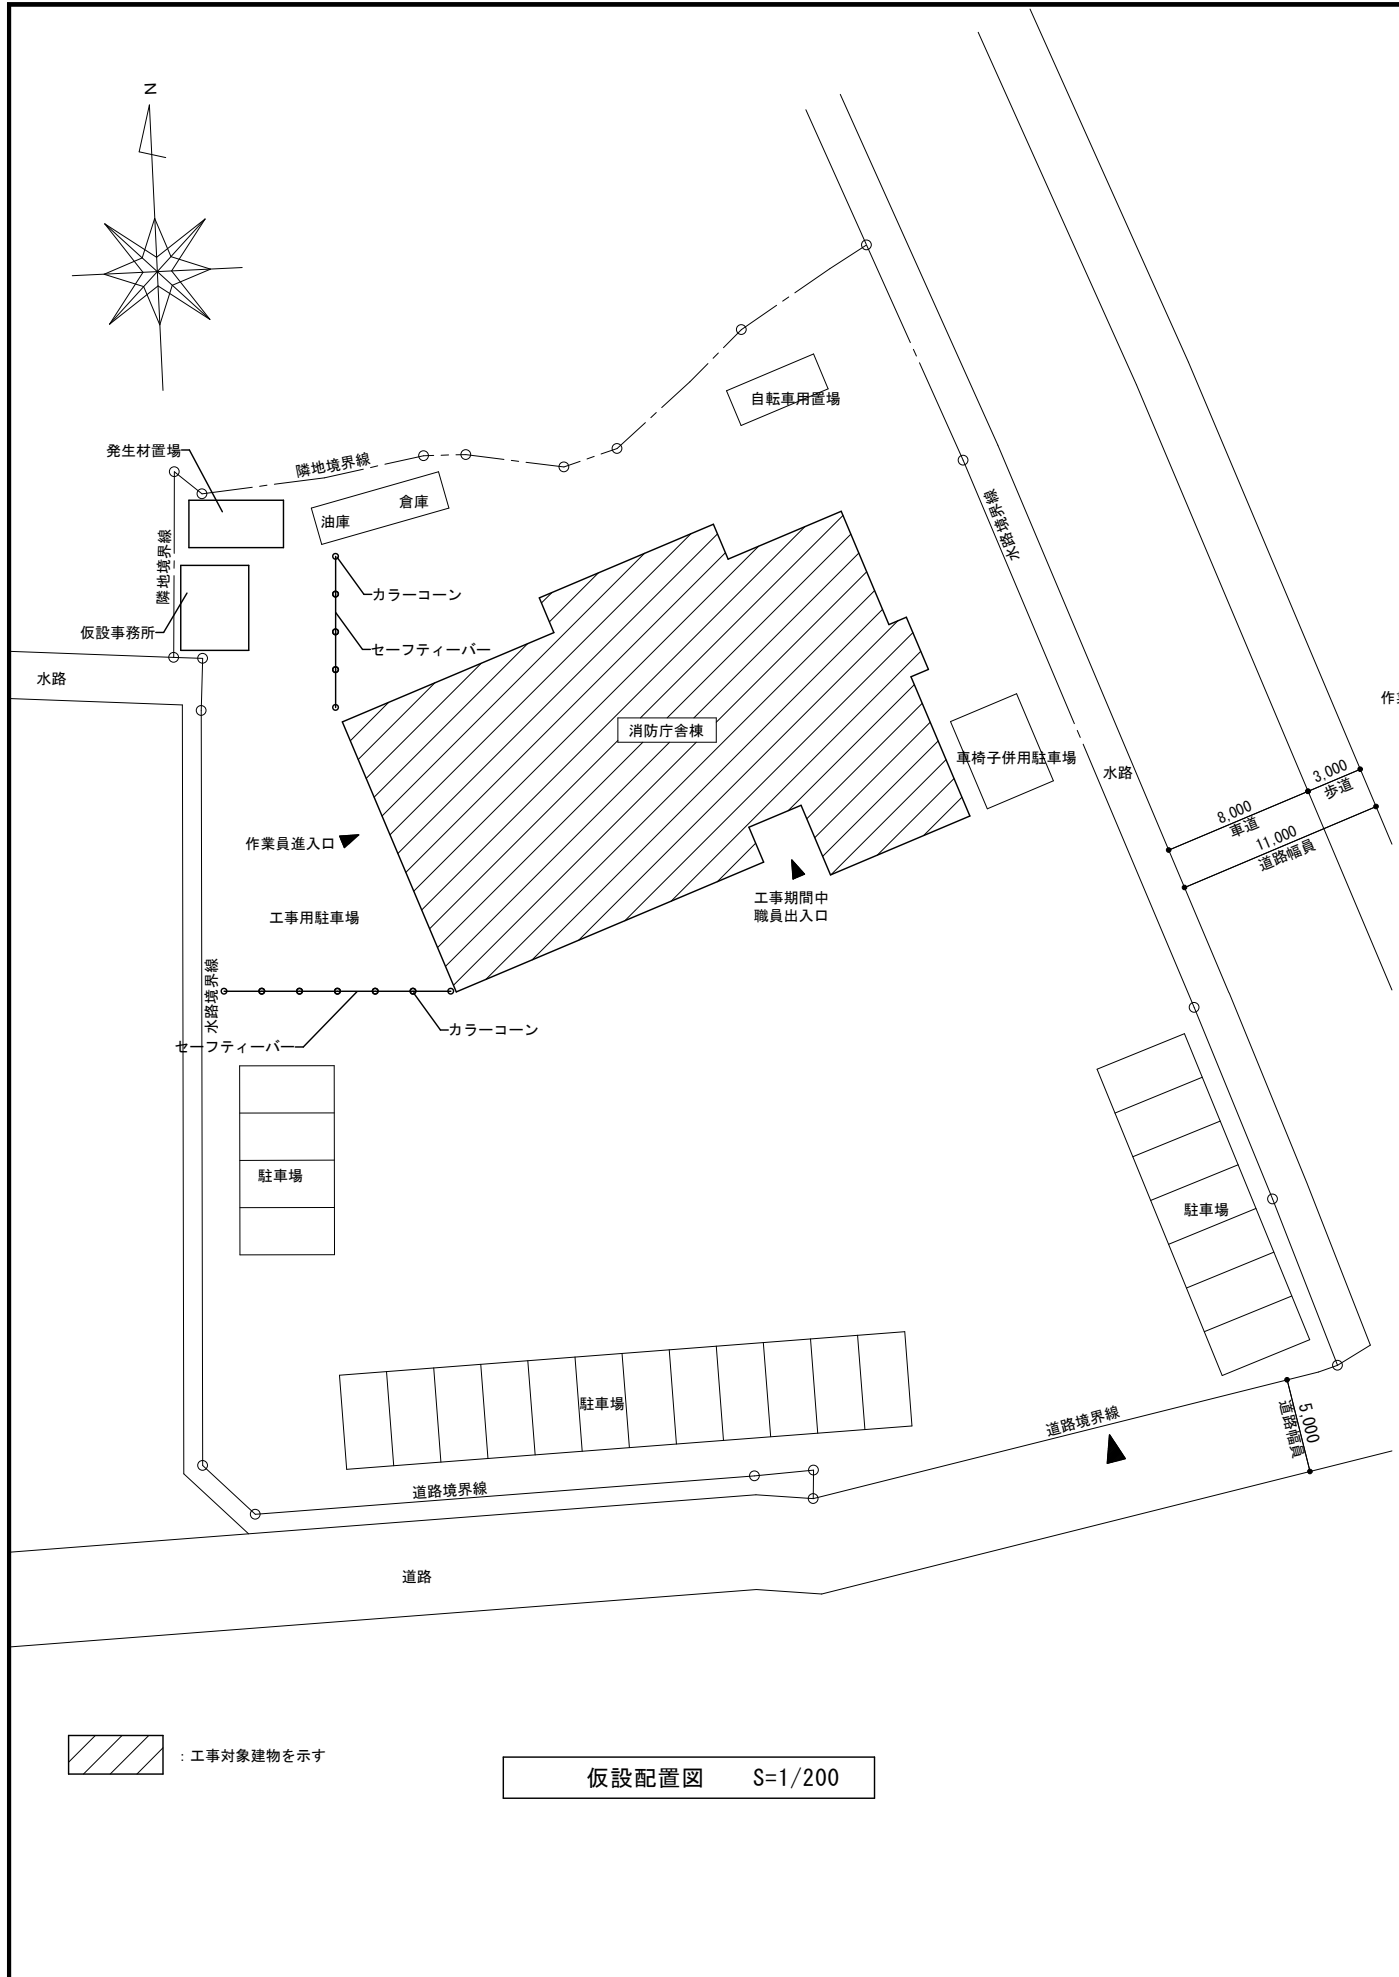 N
自転車用置場
発生材置場
隣地境界線
倉庫
油庫
水路境界線
隣地境界線
カラーコーン
仮設事務所
セーフティーバー
水路
作業
消防庁舎棟
車椅子併用駐車場
水路
3,000
歩道
8,000
車道
11,000
道路幅員
作業員進入口
工事期間中
職員出入口
工事用駐車場
水路境界線
カラーコーン
セーフティーバー
駐車場
駐車場
駐車場
道路境界線
5,000
道路幅員
道路境界線
道路
：工事対象建物を示す
仮設配置図 S=1/200